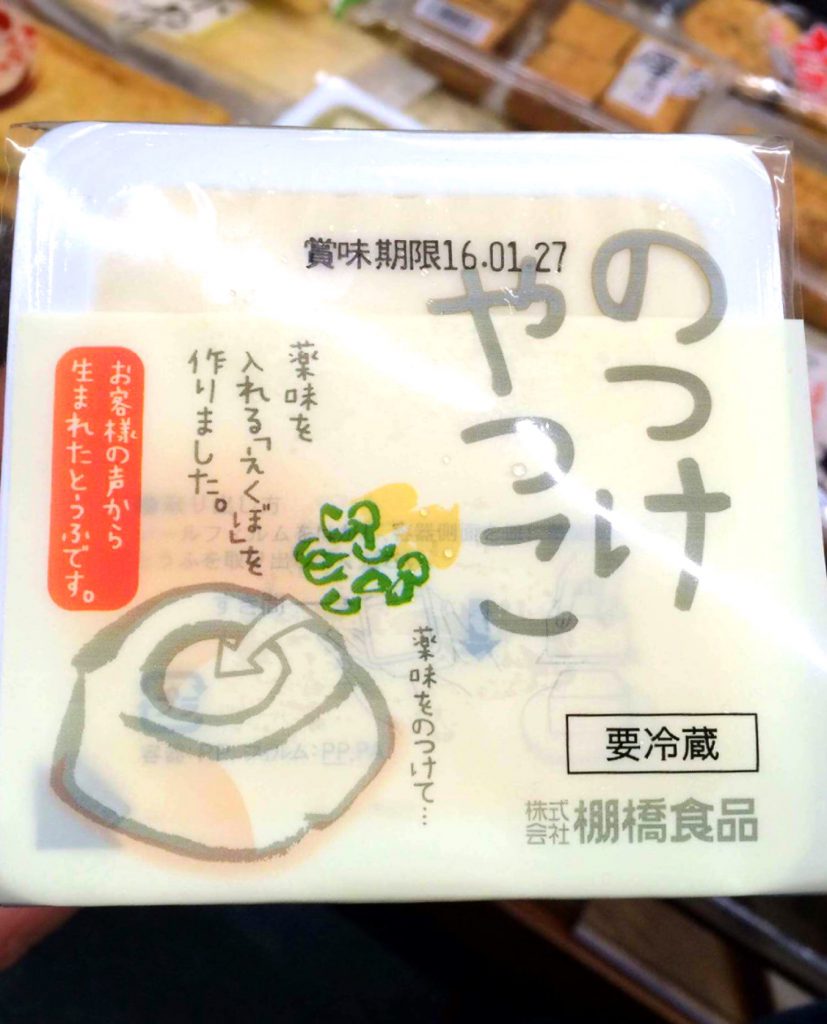 賞味期限16.01.27
のつけ
やつこ
薬味を
入れる「えくぼ」を
作りました。
お客様の声から
生まれたとうふです。
薬味をのつけて…
要冷蔵
株式会社 棚橋食品